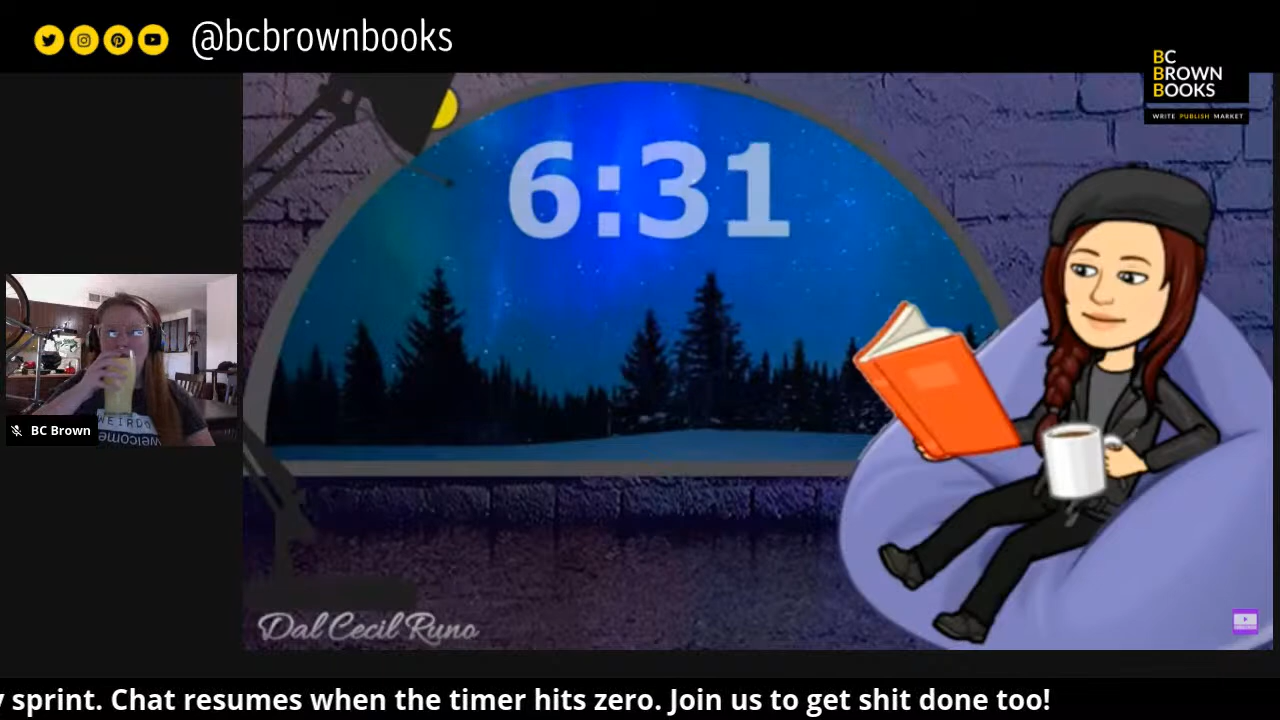 @bcbrownbooks
BC
BROWN
BOOKS
WRITE PUBLISH MARKET
6:31
WEIRDO
welcome
BC Brown
Dal Cecil Runo
y sprint. Chat resumes when the timer hits zero. Join us to get shit done too!